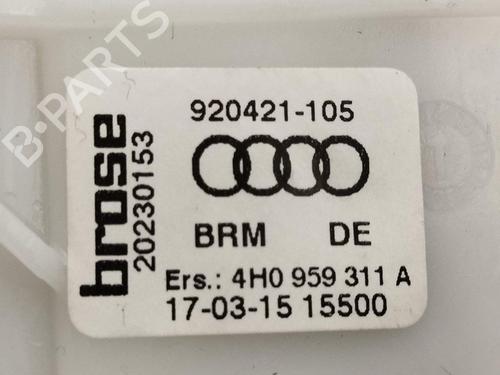 B-PARTS
920421-105
brose
20230153
BRM DE
Ers.: 4H0 959 311 A
17-03-15 15500